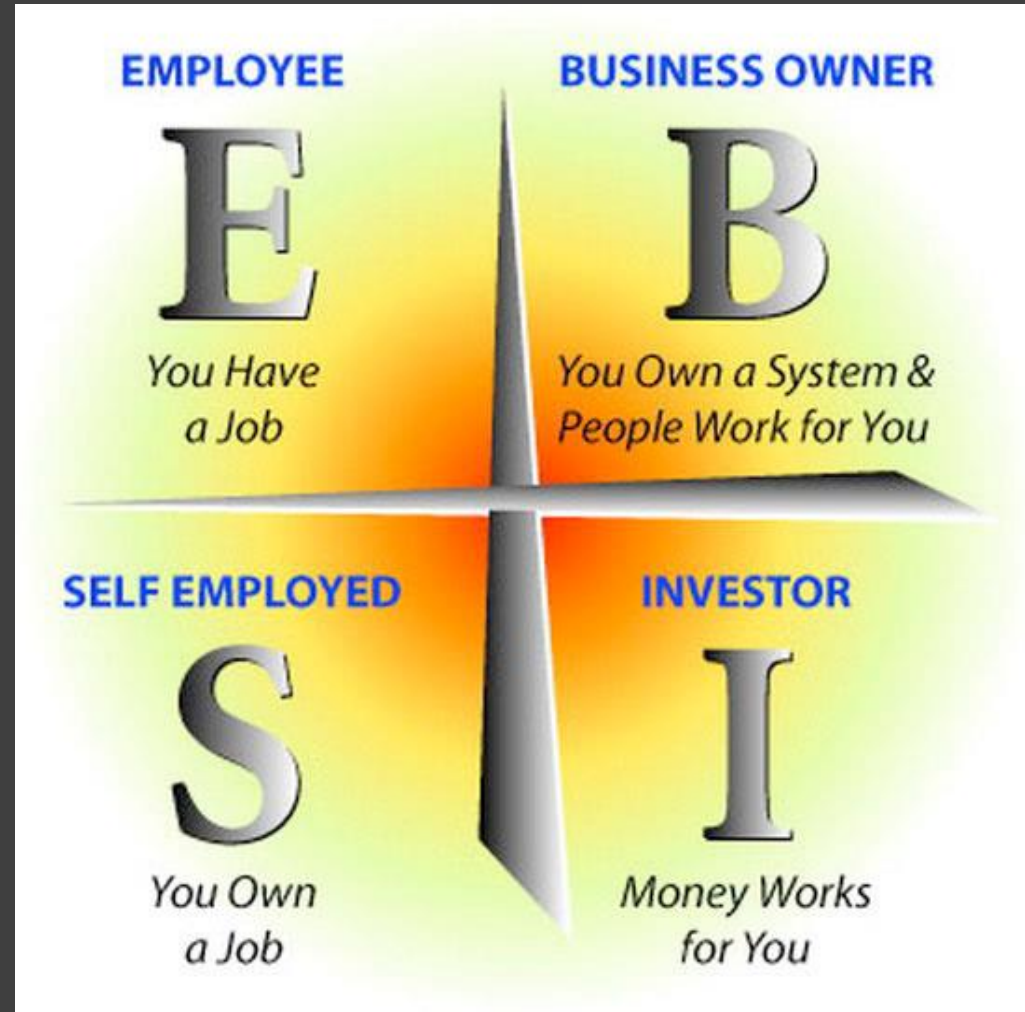 EMPLOYEE
E
You Have
a Job
BUSINESS OWNER
B
You Own a System &
People Work for You
SELF EMPLOYED
S
You Own
a Job
INVESTOR
I
Money Works
for You